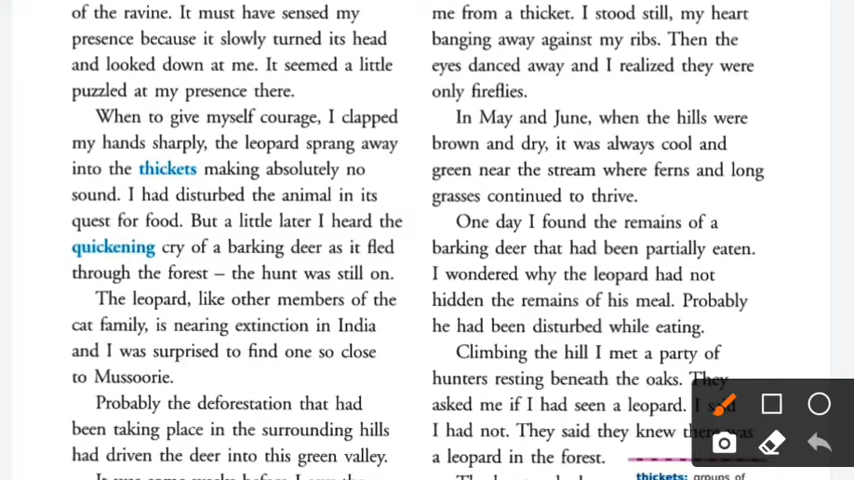 of the ravine. It must have sensed my
presence because it slowly turned its head
and looked down at me. It seemed a little
puzzled at my presence there.
When to give myself courage, I clapped
my hands sharply, the leopard sprang away
into the thickets making absolutely no
sound. I had disturbed the animal in its
quest for food. But a little later I heard the
quickening cry of a barking deer as it fled
through the forest – the hunt was still on.
The leopard, like other members of the
cat family, is nearing extinction in India
and I was surprised to find one so close
to Mussoorie.
Probably the deforestation that had
been taking place in the surrounding hills
had driven the deer into this green valley.
me from a thicket. I stood still, my heart
banging away against my ribs. Then the
eyes danced away and I realized they were
only fireflies.
In May and June, when the hills were
brown and dry, it was always cool and
green near the stream where ferns and long
grasses continued to thrive.
One day I found the remains of a
barking deer that had been partially eaten.
I wondered why the leopard had not
hidden the remains of his meal. Probably
he had been disturbed while eating.
Climbing the hill I met a party of
hunters resting beneath the oaks. They
asked me if I had seen a leopard. I said
I had not. They said they knew there was
a leopard in the forest.
thickets: groups of